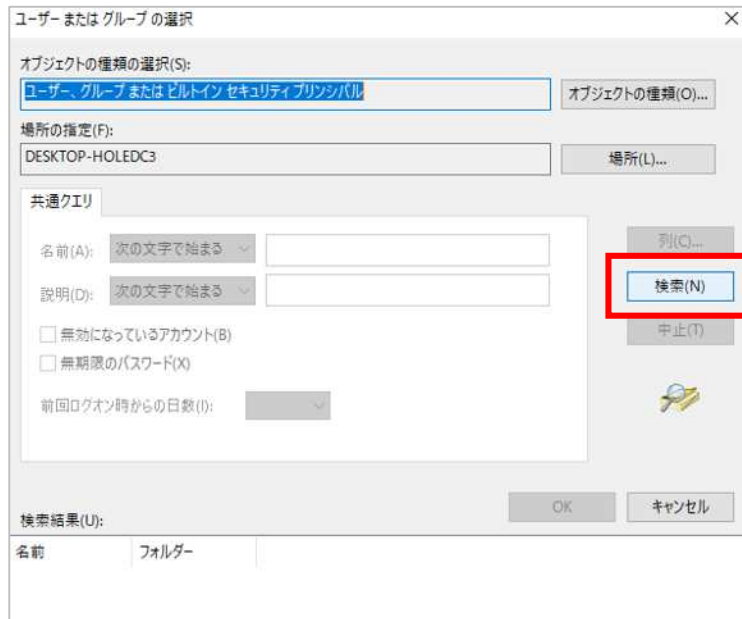 ユーザー または グループ の選択
オブジェクトの種類の選択(S):
ユーザー、グループ または ビルトイン セキュリティ プリンシパル
オブジェクトの種類(O)...
場所の指定(F):
DESKTOP-HOLEDC3
場所(L)...
共通クエリ
名前(A):
次の文字で始まる
列(C)...
説明(D):
次の文字で始まる
検索(N)
無効になっているアカウント(B)
中止(T)
無期限のパスワード(X)
前回ログオン時からの日数(I):
OK
キャンセル
検索結果(U):
名前 フォルダー